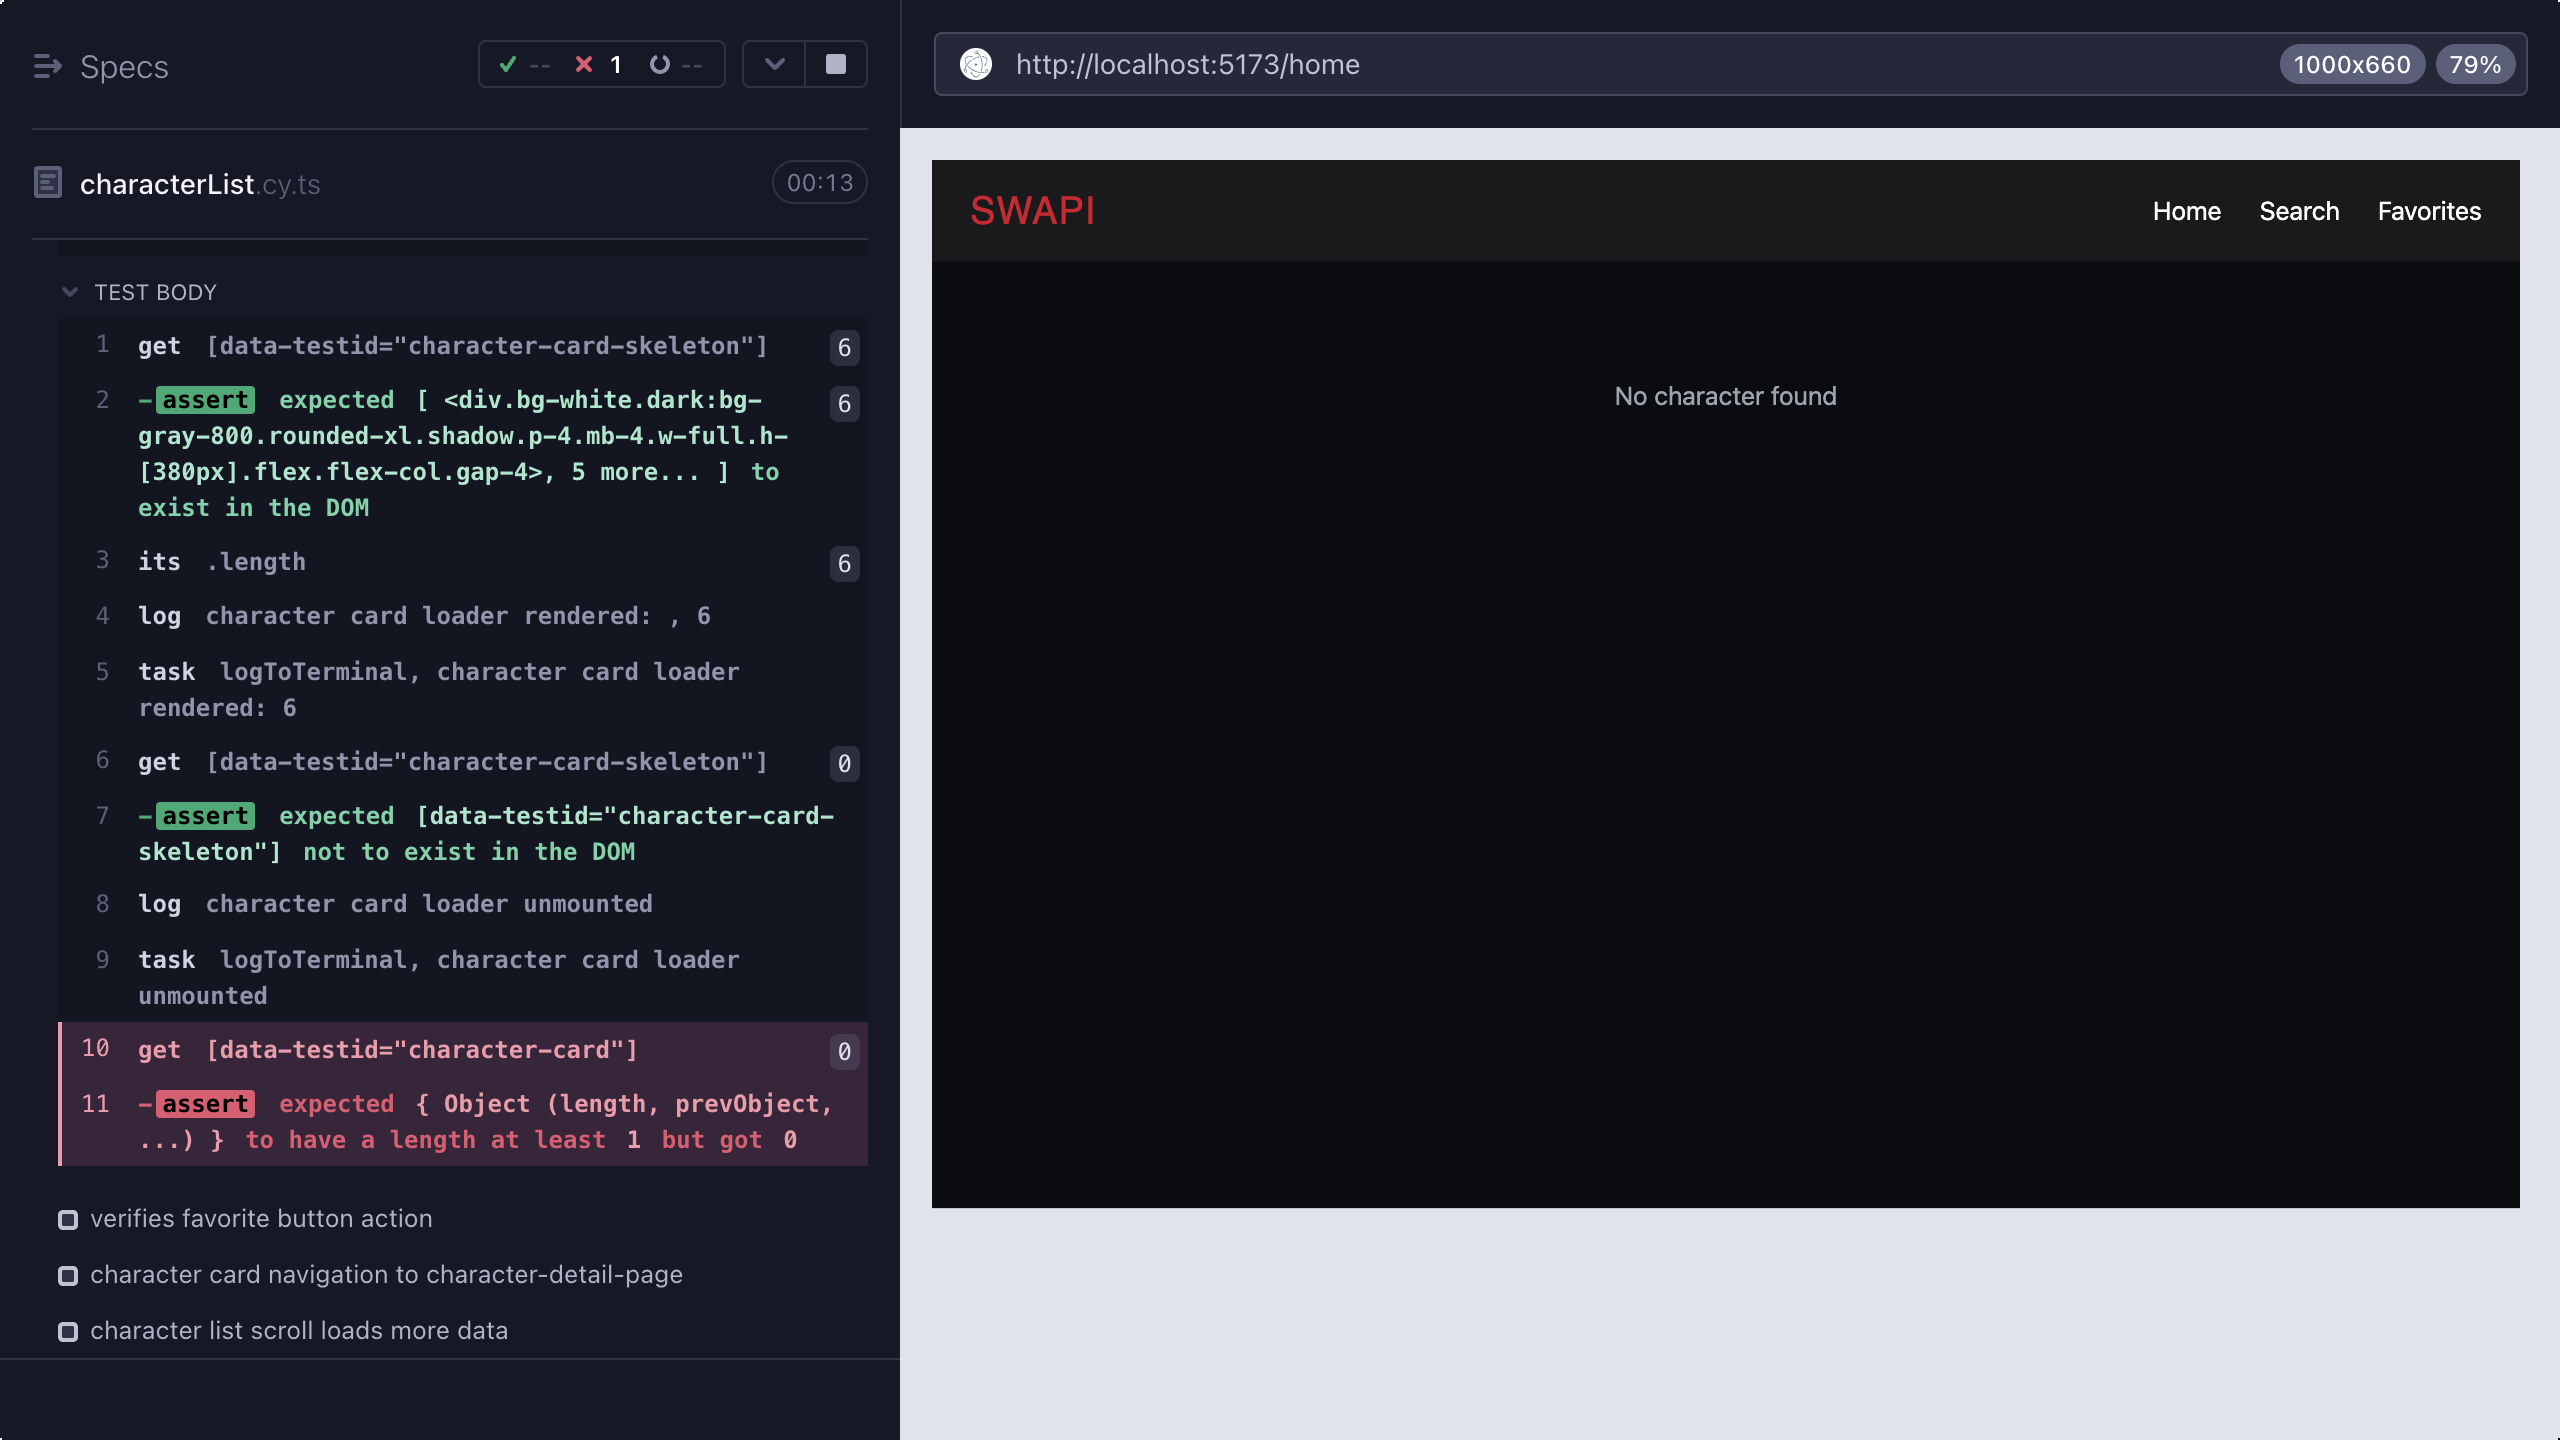 Specs
-- 1 --
characterList.cy.ts
00:13
TEST BODY
1 get [data-testid="character-card-skeleton"] 6
2 -assert expected [ <div.bg-white.dark:bg- 6
gray-800.rounded-xl.shadow.p-4.mb-4.w-full.h-
[380px].flex.flex-col.gap-4>, 5 more... ] to
exist in the DOM
3 its .length 6
4 log character card loader rendered: , 6
5 task logToTerminal, character card loader
rendered: 6
6 get [data-testid="character-card-skeleton"] 0
7 -assert expected [data-testid="character-card-
skeleton"] not to exist in the DOM
8 log character card loader unmounted
9 task logToTerminal, character card loader
unmounted
10 get [data-testid="character-card"] 0
11 -assert expected { Object (length, prevObject,
...) } to have a length at least 1 but got 0
verifies favorite button action
character card navigation to character-detail-page
character list scroll loads more data
http://localhost:5173/home
1000x660 79%
SWAPI
Home Search Favorites
No character found